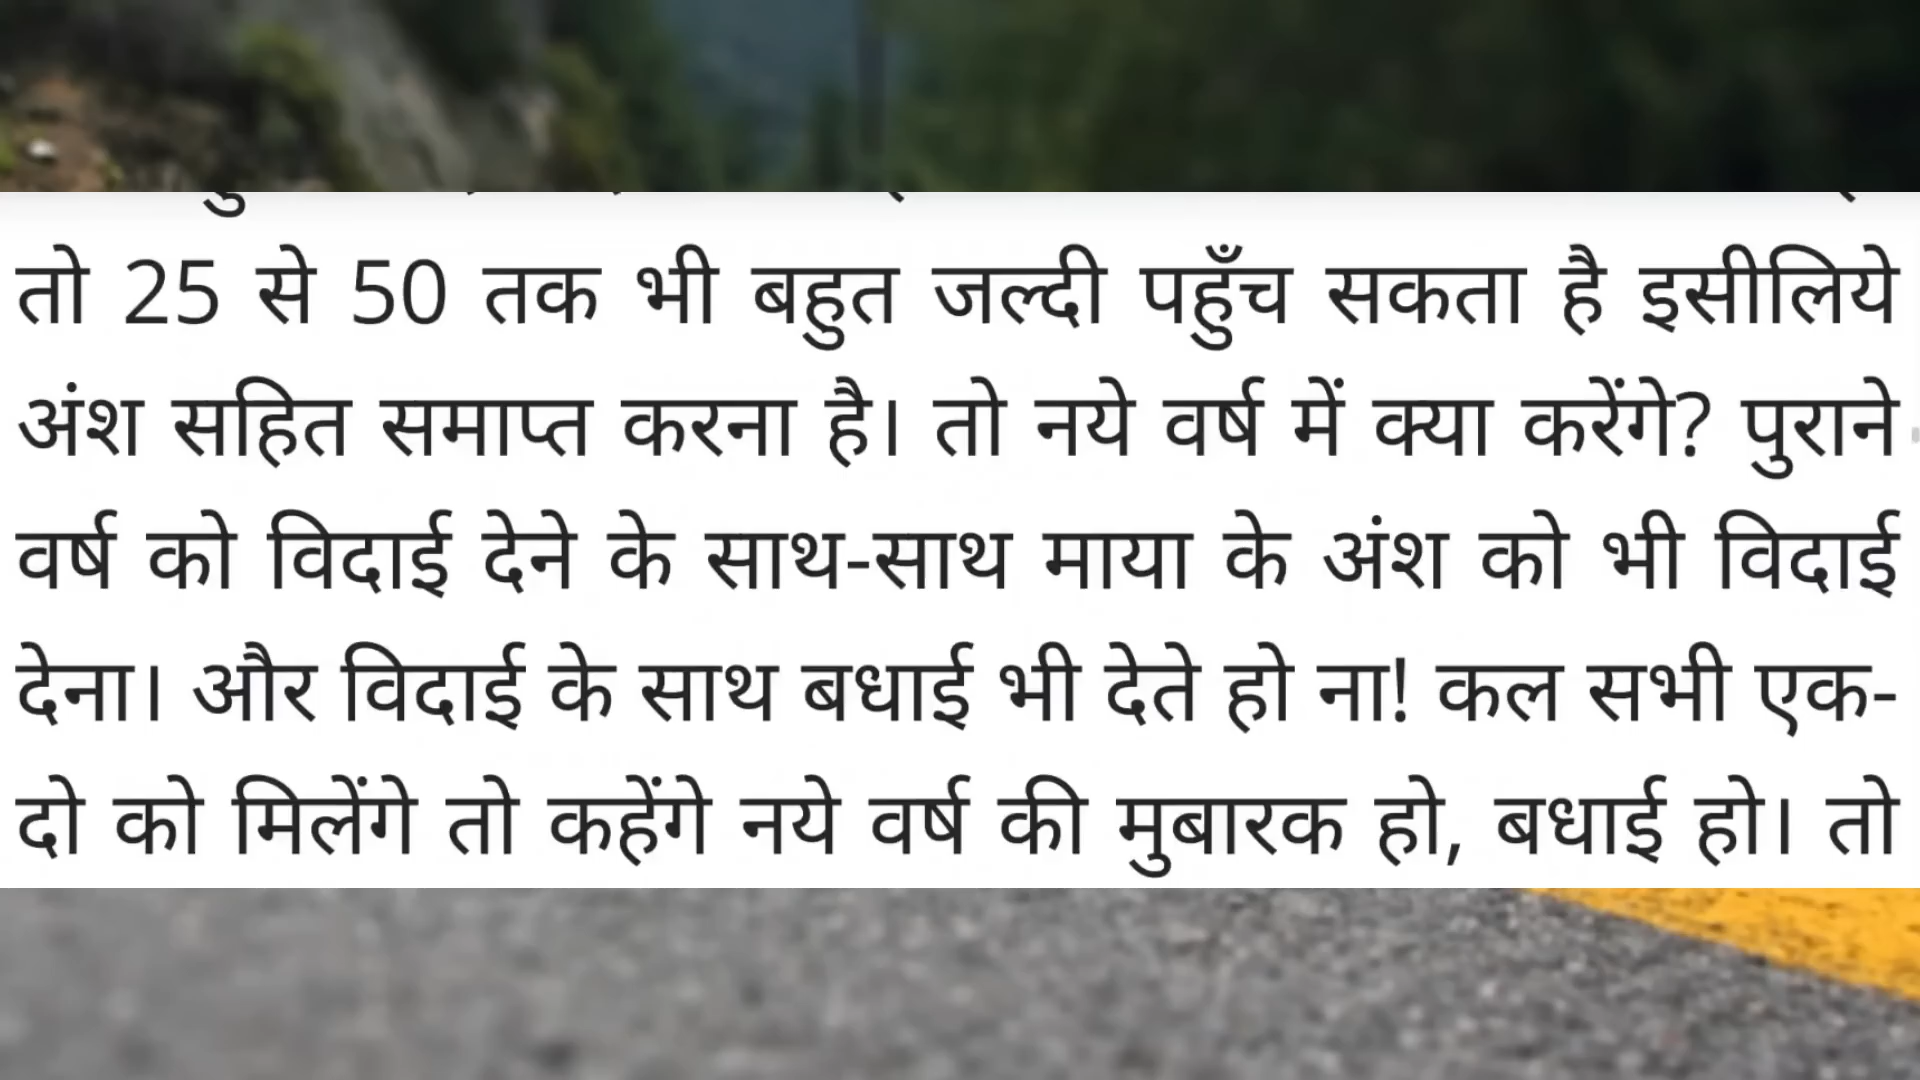 तो 25 से 50 तक भी बहुत जल्दी पहुँच सकता है इसीलिये
अंश सहित समाप्त करना है। तो नये वर्ष में क्या करेंगे? पुराने
वर्ष को विदाई देने के साथ-साथ माया के अंश को भी विदाई
देना। और विदाई के साथ बधाई भी देते हो ना! कल सभी एक-
दो को मिलेंगे तो कहेंगे नये वर्ष की मुबारक हो, बधाई हो। तो